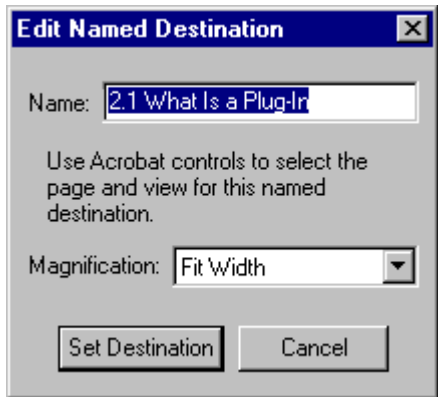 Edit Named Destination
Name: 2.1 What Is a Plug-In
Use Acrobat controls to select the
page and view for this named
destination.
Magnification: Fit Width
Set Destination Cancel